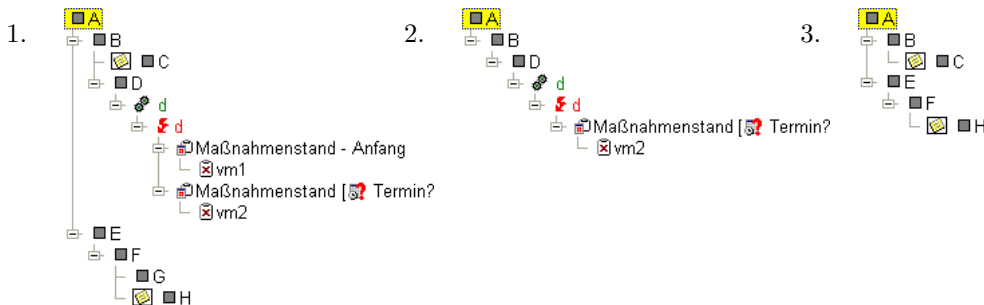 1.
A
B
C
D
d
d
Maßnahmenstand - Anfang
vm1
Maßnahmenstand [ Termin?
vm2
E
F
G
H
2.
A
B
D
d
d
Maßnahmenstand [ Termin?
vm2
3.
A
B
C
E
F
H